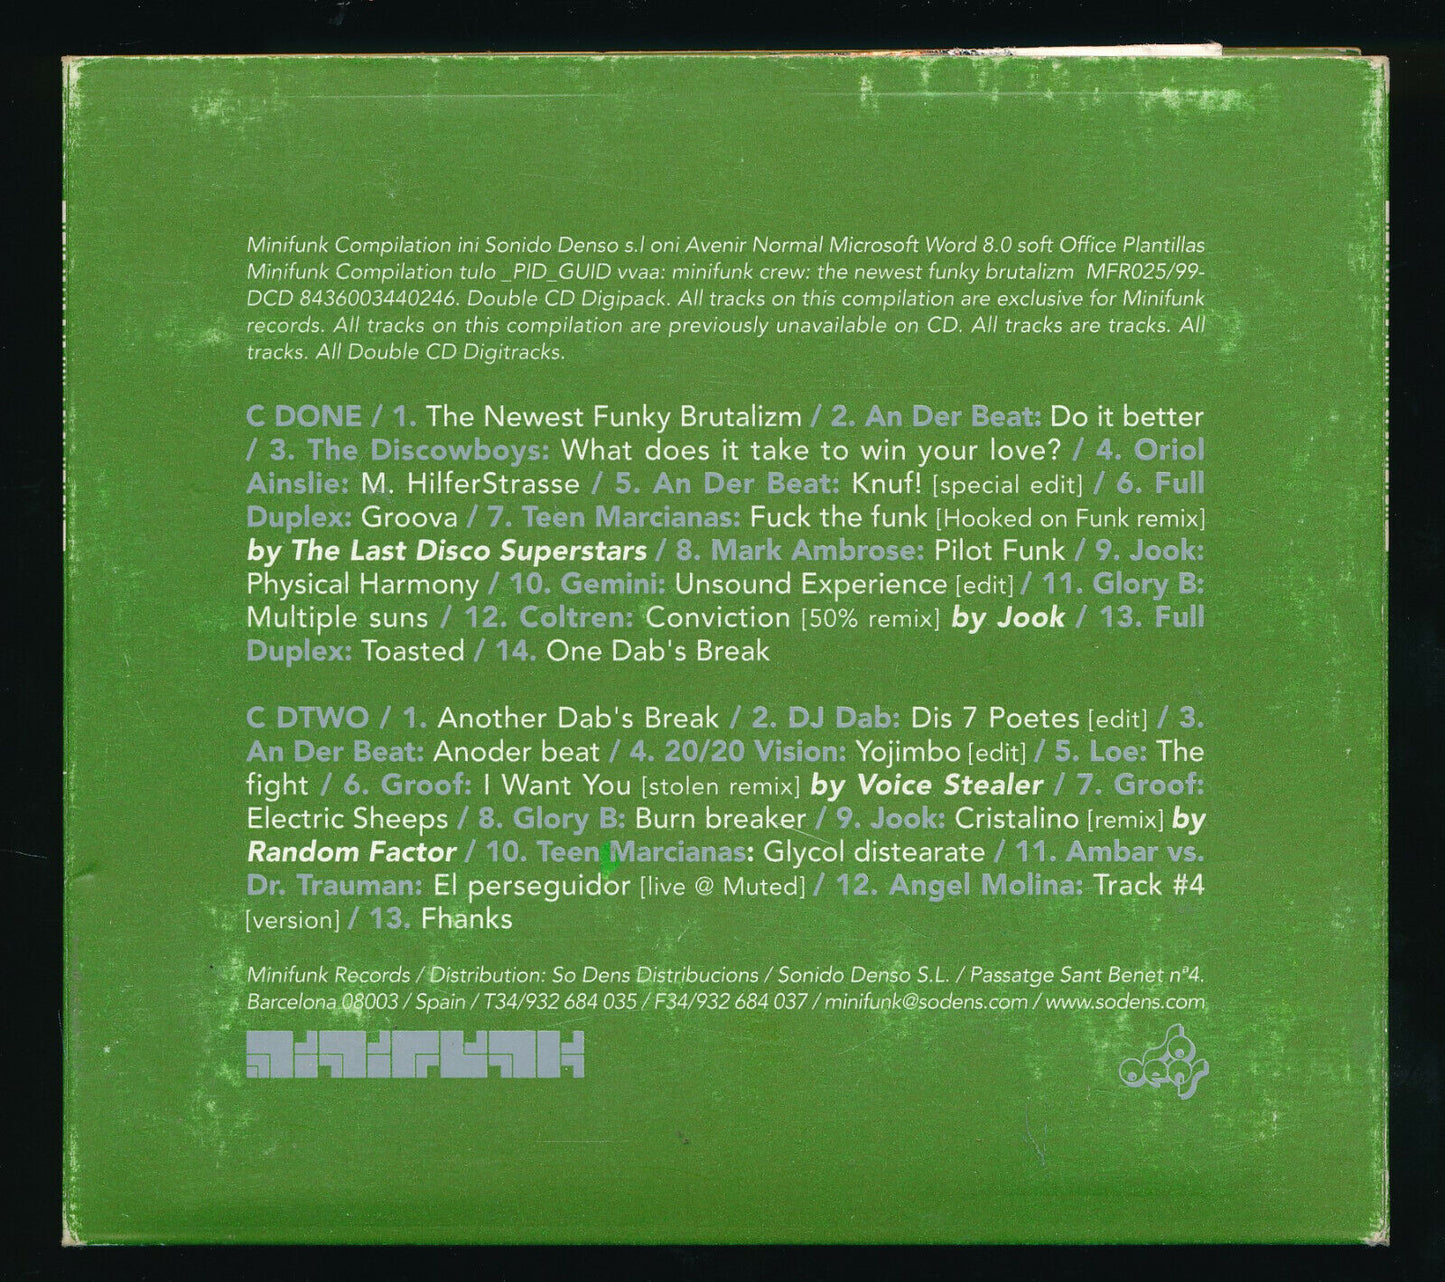 Minifunk Compilation ini Sonido Denso s.l oni Avenir Normal Microsoft Word 8.0 soft Office Plantillas
Minifunk Compilation tulo _PID_GUID vvaa: minifunk crew: the newest funky brutalizm MFR025/99-
DCD 8436003440246. Double CD Digipack. All tracks on this compilation are exclusive for Minifunk
records. All tracks on this compilation are previously unavailable on CD. All tracks are tracks. All
tracks. All Double CD Digitracks.
C DONE / 1. The Newest Funky Brutalizm / 2. An Der Beat: Do it better
/ 3. The Discowboys: What does it take to win your love? / 4. Oriol
Ainslie: M. HilferStrasse / 5. An Der Beat: Knuf! [special edit] / 6. Full
Duplex: Groova / 7. Teen Marcianas: Fuck the funk [Hooked on Funk remix]
by The Last Disco Superstars / 8. Mark Ambrose: Pilot Funk / 9. Jook:
Physical Harmony / 10. Gemini: Unsound Experience [edit] / 11. Glory B:
Multiple suns / 12. Coltren: Conviction [50% remix] by Jook / 13. Full
Duplex: Toasted / 14. One Dab's Break
C DTWO / 1. Another Dab's Break / 2. DJ Dab: Dis 7 Poetes [edit] / 3.
An Der Beat: Anoder beat / 4. 20/20 Vision: Yojimbo [edit] / 5. Loe: The
fight / 6. Groof: I Want You [stolen remix] by Voice Stealer / 7. Groof:
Electric Sheeps / 8. Glory B: Burn breaker / 9. Jook: Cristalino [remix] by
Random Factor / 10. Teen Marcianas: Glycol distearate / 11. Ambar vs.
Dr. Trauman: El perseguidor [live @ Muted] / 12. Angel Molina: Track #4
[version] / 13. Fhanks
Minifunk Records / Distribution: So Dens Distribucions / Sonido Denso S.L. / Passatge Sant Benet nª4.
Barcelona 08003 / Spain / T34/932 684 035 / F34/932 684 037 / minifunk@sodens.com / www.sodens.com
MINIFUNK
so dens